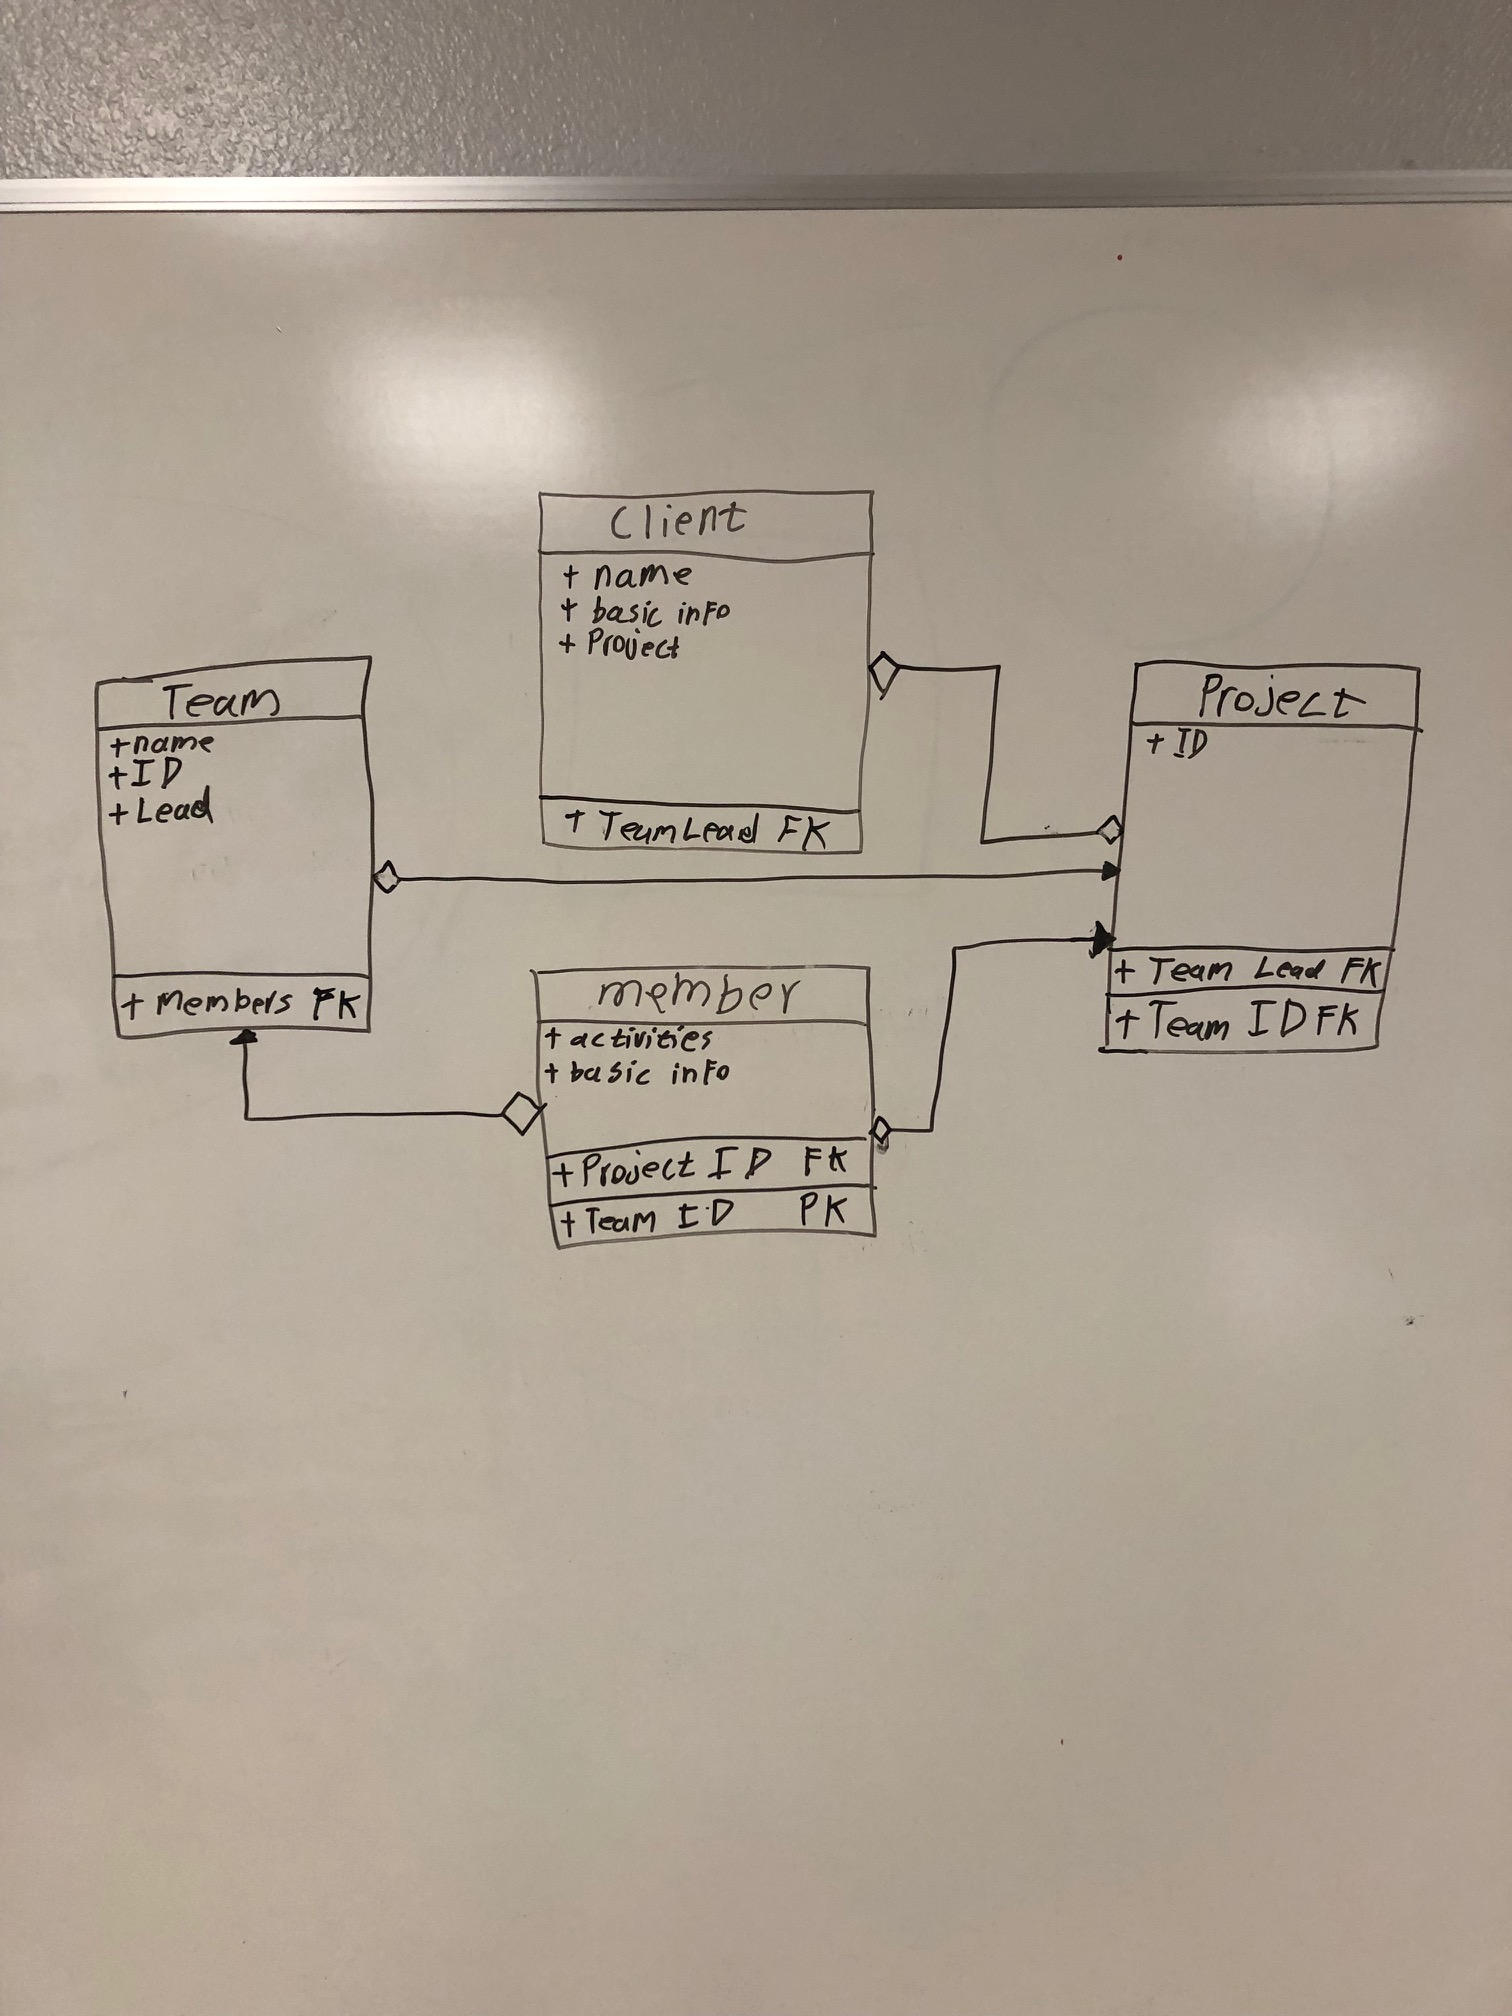 Client
+ name
+ basic info
+ Project
+ TeamLead FK
Team
+ name
+ ID
+ Lead
+ Members FK
Project
+ ID
+ Team Lead FK
+ Team ID FK
member
+ activities
+ basic info
+ Project ID FK
+ Team ID PK